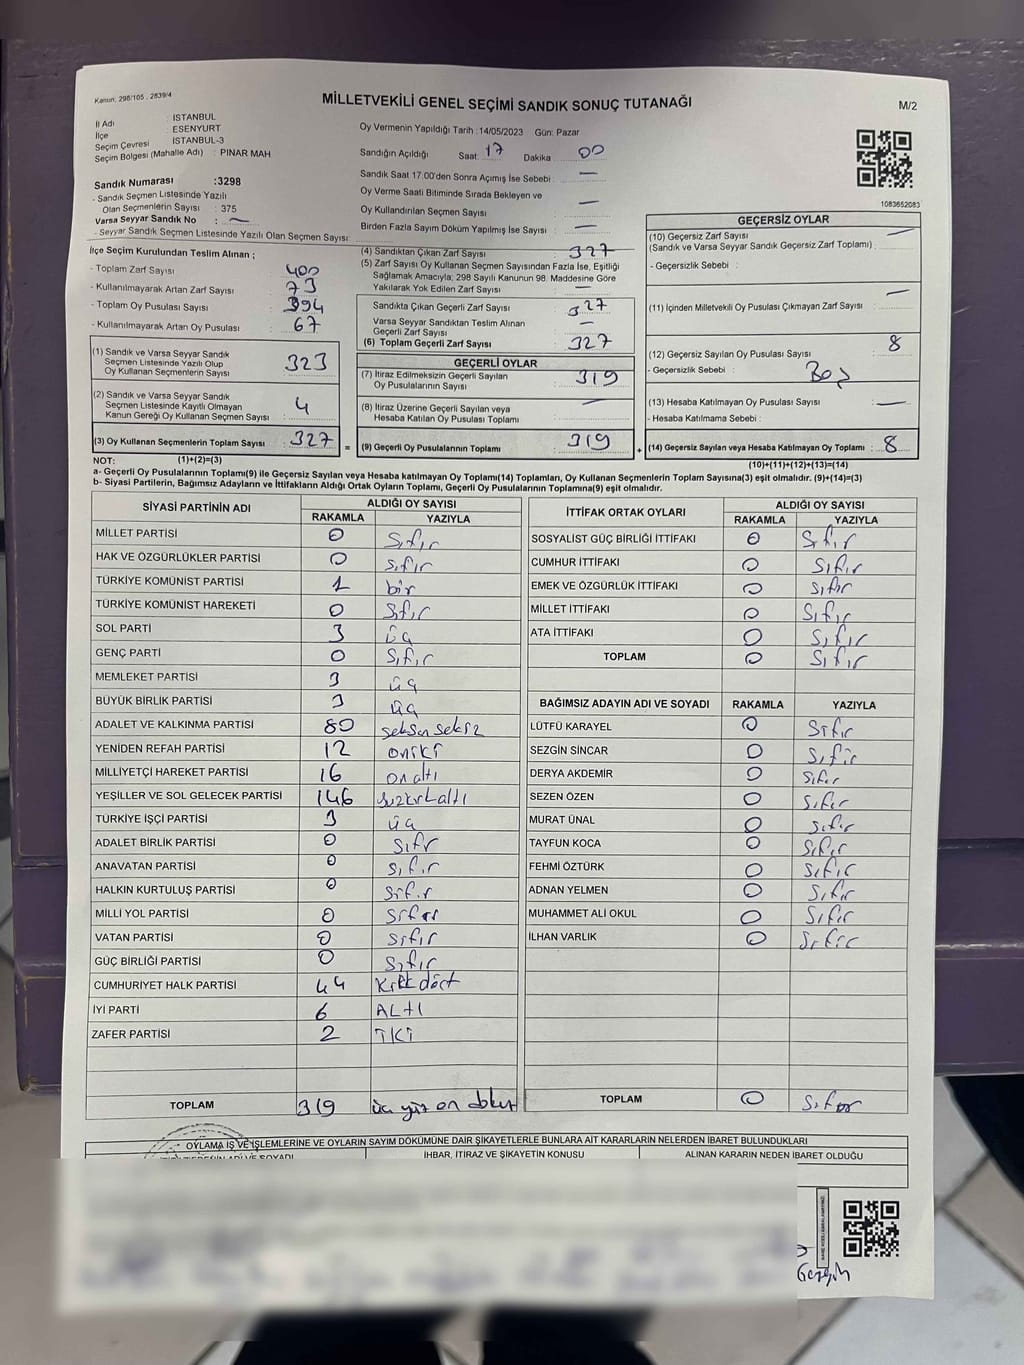 Kanun: 298/105 . 2839/4
MİLLETVEKİLİ GENEL SEÇİMİ SANDIK SONUÇ TUTANAĞI
M/2
İl Adı : İSTANBUL
İlçe : ESENYURT
Seçim Çevresi İSTANBUL-3
Seçim Bölgesi (Mahalle Adı) : PINAR MAH
Sandık Numarası :3298
- Sandık Seçmen Listesinde Yazılı
Olan Seçmenlerin Sayısı : 375
Varsa Seyyar Sandık No : —
- Seyyar Sandık Seçmen Listesinde Yazılı Olan Seçmen Sayısı:
Oy Vermenin Yapıldığı Tarih :14/05/2023 Gün: Pazar
Sandığın Açıldığı Saat 17 Dakika 00
Sandık Saat 17.00'den Sonra Açımış İse Sebebi : —
Oy Verme Saati Bitiminde Sırada Bekleyen ve
Oy Kullandırılan Seçmen Sayısı —
Birden Fazla Sayım Döküm Yapılmış İse Sayısı —
1083652083
İlçe Seçim Kurulundan Teslim Alınan ;
- Toplam Zarf Sayısı 400
- Kullanılmayarak Artan Zarf Sayısı : 73
- Toplam Oy Pusulası Sayısı 394
- Kullanılmayarak Artan Oy Pusulası : 67
(1) Sandık ve Varsa Seyyar Sandık
Seçmen Listesinde Yazılı Olup
Oy Kullanan Seçmenlerin Sayısı 323
(2) Sandık ve Varsa Seyyar Sandık
Seçmen Listesinde Kayıtlı Olmayan
Kanun Gereği Oy Kullanan Seçmen Sayısı 4
(3) Oy Kullanan Seçmenlerin Toplam Sayısı : 327 =
(4) Sandıktan Çıkan Zarf Sayısı : 327
(5) Zarf Sayısı Oy Kullanan Seçmen Sayısından Fazla İse, Eşitliği
Sağlamak Amacıyla; 298 Sayılı Kanunun 98. Maddesine Göre
Yakılarak Yok Edilen Zarf Sayısı —
Sandıkta Çıkan Geçerli Zarf Sayısı 327
Varsa Seyyar Sandıktan Teslim Alınan
Geçerli Zarf Sayısı —
(6) Toplam Geçerli Zarf Sayısı : 327
GEÇERLİ OYLAR
(7) İtiraz Edilmeksizin Geçerli Sayılan
Oy Pusulalarının Sayısı 319
(8) İtiraz Üzerine Geçerli Sayılan veya
Hesaba Katılan Oy Pusulası Toplamı —
(9) Geçerli Oy Pusulalarının Toplamı 319 +
GEÇERSİZ OYLAR
(10) Geçersiz Zarf Sayısı —
(Sandık ve Varsa Seyyar Sandık Geçersiz Zarf Toplamı)
- Geçersizlik Sebebi :
(11) İçinden Milletvekili Oy Pusulası Çıkmayan Zarf Sayısı —
(12) Geçersiz Sayılan Oy Pusulası Sayısı 8
- Geçersizlik Sebebi : Boş
(13) Hesaba Katılmayan Oy Pusulası Sayısı —
- Hesaba Katılmama Sebebi :
(14) Geçersiz Sayılan veya Hesaba Katılmayan Oy Toplamı : 8
NOT: (1)+(2)=(3)
(10)+(11)+(12)+(13)=(14)
a- Geçerli Oy Pusulalarının Toplamı(9) ile Geçersiz Sayılan veya Hesaba katılmayan Oy Toplamı(14) Toplamları, Oy Kullanan Seçmenlerin Toplam Sayısına(3) eşit olmalıdır. (9)+(14)=(3)
b- Siyasi Partilerin, Bağımsız Adayların ve İttifakların Aldığı Ortak Oyların Toplamı, Geçerli Oy Pusulalarının Toplamına(9) eşit olmalıdır.
SİYASİ PARTİNİN ADI ALDIĞI OY SAYISI
RAKAMLA YAZIYLA
MİLLET PARTİSİ 0 Sıfır
HAK VE ÖZGÜRLÜKLER PARTİSİ 0 Sıfır
TÜRKİYE KOMÜNİST PARTİSİ 1 bir
TÜRKİYE KOMÜNİST HAREKETİ 0 Sıfır
SOL PARTİ 3 üç
GENÇ PARTİ 0 Sıfır
MEMLEKET PARTİSİ 3 üç
BÜYÜK BİRLİK PARTİSİ 3 üç
ADALET VE KALKINMA PARTİSİ 80 seksen sekiz
YENİDEN REFAH PARTİSİ 12 oniki
MİLLİYETÇİ HAREKET PARTİSİ 16 onaltı
YEŞİLLER VE SOL GELECEK PARTİSİ 146 yuzkırkaltı
TÜRKİYE İŞÇİ PARTİSİ 3 üç
ADALET BİRLİK PARTİSİ 0 Sıfır
ANAVATAN PARTİSİ 0 Sıfır
HALKIN KURTULUŞ PARTİSİ 0 Sıfır
MİLLİ YOL PARTİSİ 0 Sıfır
VATAN PARTİSİ 0 Sıfır
GÜÇ BİRLİĞİ PARTİSİ 0 Sıfır
CUMHURİYET HALK PARTİSİ 44 Kırk dört
İYİ PARTİ 6 ALTI
ZAFER PARTİSİ 2 İKİ
TOPLAM 319 üç yüz on dokuz
İTTİFAK ORTAK OYLARI ALDIĞI OY SAYISI
RAKAMLA YAZIYLA
SOSYALİST GÜÇ BİRLİĞİ İTTİFAKI 0 Sıfır
CUMHUR İTTİFAKI 0 Sıfır
EMEK VE ÖZGÜRLÜK İTTİFAKI 0 Sıfır
MİLLET İTTİFAKI 0 Sıfır
ATA İTTİFAKI 0 Sıfır
TOPLAM 0 Sıfır
BAĞIMSIZ ADAYIN ADI VE SOYADI RAKAMLA YAZIYLA
LÜTFÜ KARAYEL 0 Sıfır
SEZGİN SİNCAR 0 Sıfır
DERYA AKDEMİR 0 Sıfır
SEZEN ÖZEN 0 Sıfır
MURAT ÜNAL 0 Sıfır
TAYFUN KOCA 0 Sıfır
FEHMİ ÖZTÜRK 0 Sıfır
ADNAN YELMEN 0 Sıfır
MUHAMMET ALİ OKUL 0 Sıfır
İLHAN VARLIK 0 Sıfır
TOPLAM 0 Sıfır
OYLAMA İŞ VE İŞLEMLERİNE VE OYLARIN SAYIM DÖKÜMÜNE DAİR ŞİKAYETLERLE BUNLARA AİT KARARLARIN NELERDEN İBARET BULUNDUKLARI
İHBAR, İTİRAZ VE ŞİKAYETİN KONUSU
ALINAN KARARIN NEDEN İBARET OLDUĞU